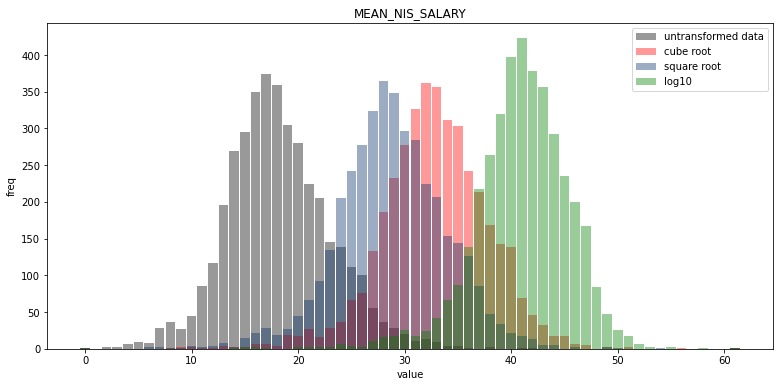 MEAN_NIS_SALARY
untransformed data
cube root
square root
log10
freq
400
350
300
250
200
150
100
50
0
0 10 20 30 40 50 60
value